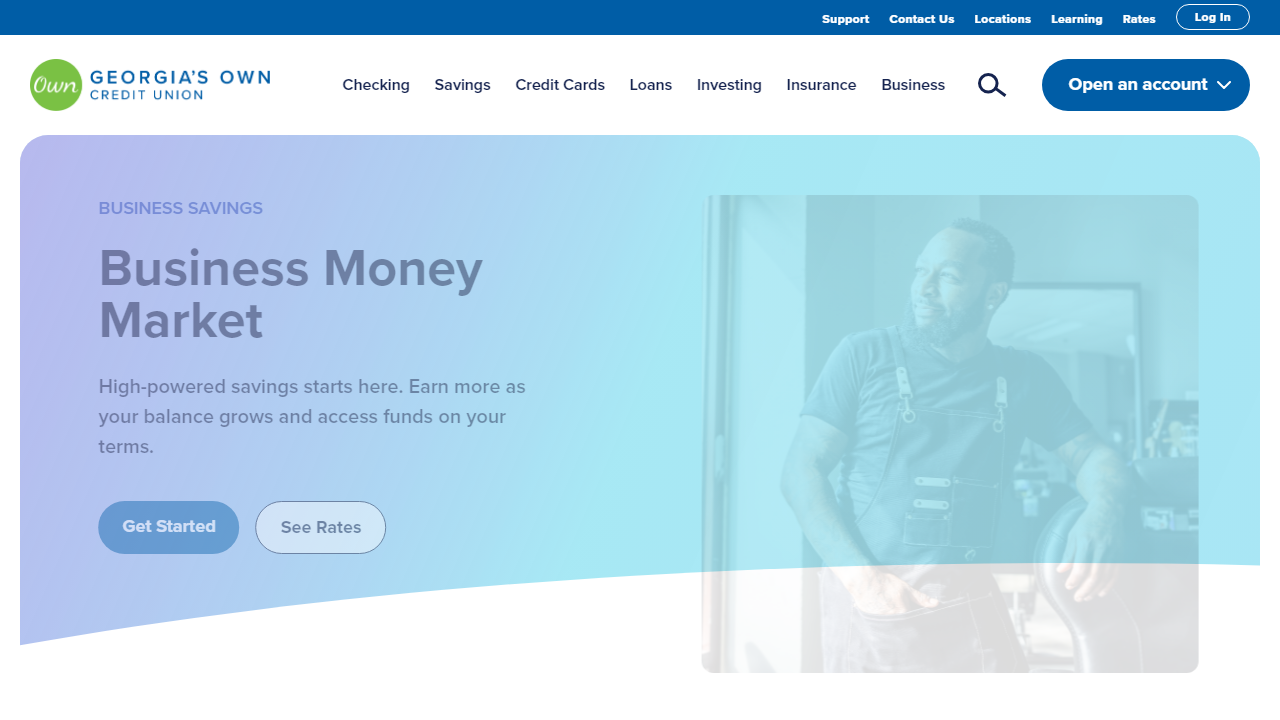 Support Contact Us Locations Learning Rates Log In
Own GEORGIA'S OWN
CREDIT UNION
Checking Savings Credit Cards Loans Investing Insurance Business
Open an account
BUSINESS SAVINGS
Business Money
Market
High-powered savings starts here. Earn more as
your balance grows and access funds on your
terms.
Get Started See Rates